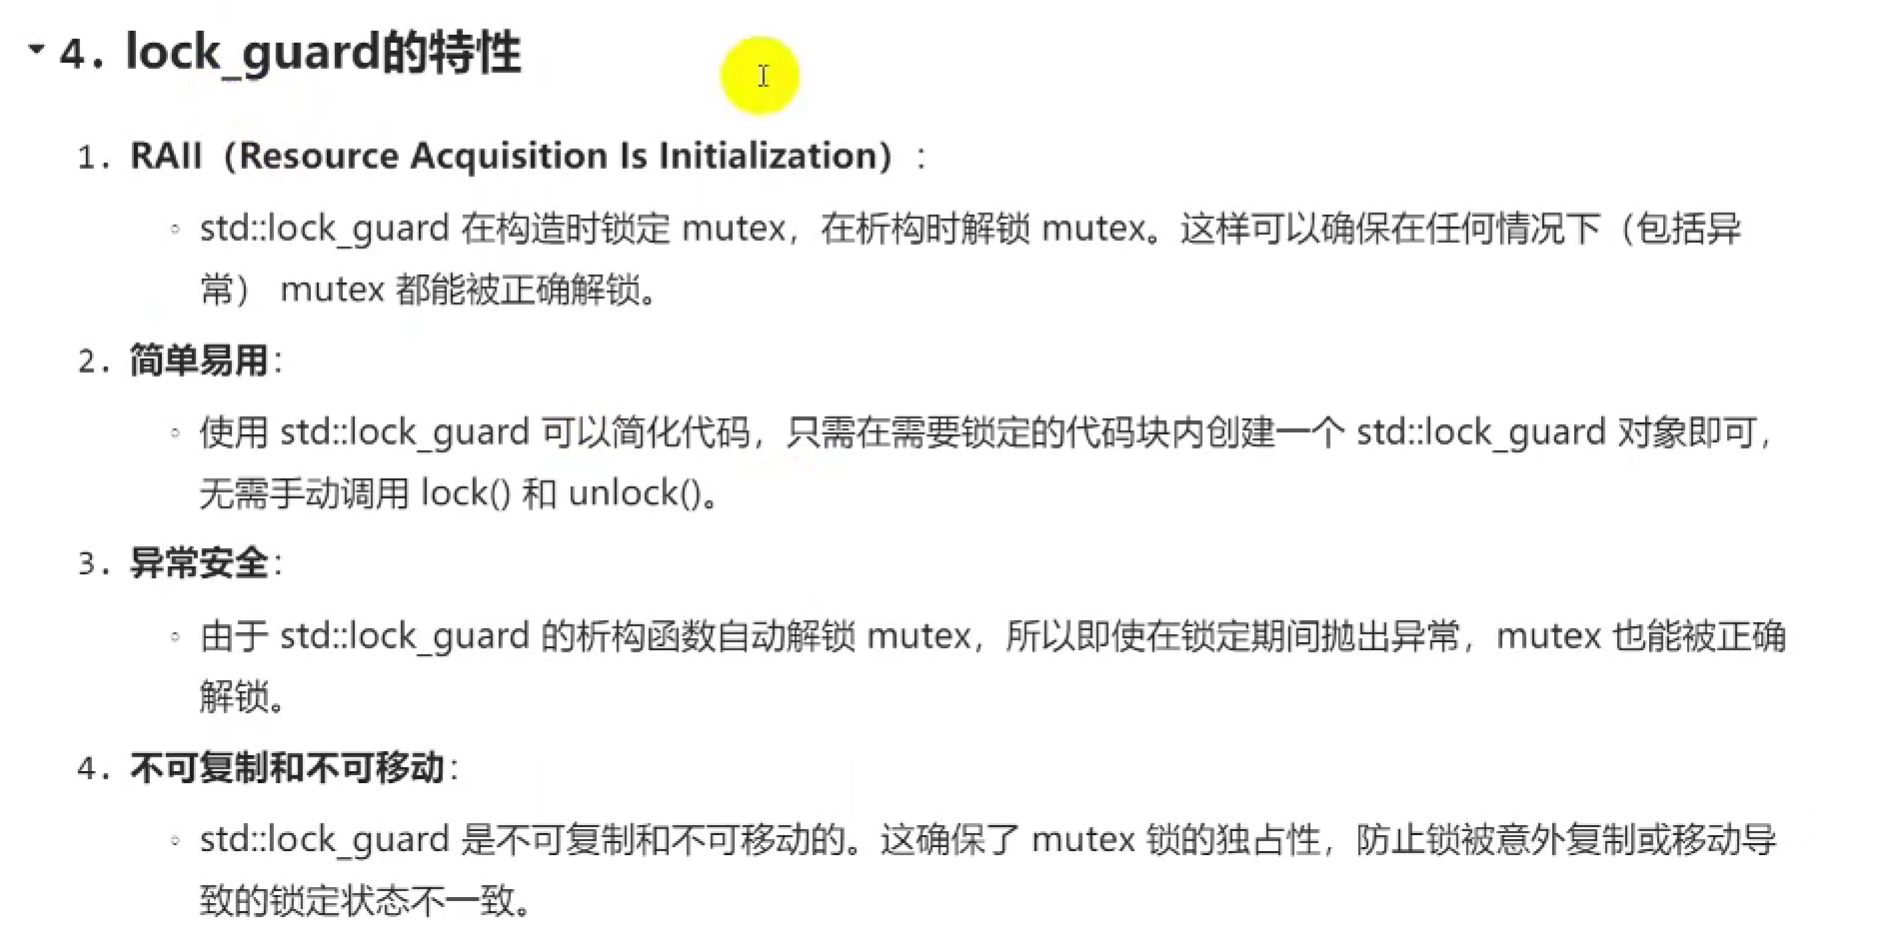 4. lock_guard的特性
1. RAII（Resource Acquisition Is Initialization）：
◦ std::lock_guard 在构造时锁定 mutex，在析构时解锁 mutex。这样可以确保在任何情况下（包括异
常） mutex 都能被正确解锁。
2. 简单易用：
◦ 使用 std::lock_guard 可以简化代码，只需在需要锁定的代码块内创建一个 std::lock_guard 对象即可，
无需手动调用 lock() 和 unlock()。
3. 异常安全：
◦ 由于 std::lock_guard 的析构函数自动解锁 mutex，所以即使在锁定期间抛出异常，mutex 也能被正确
解锁。
4. 不可复制和不可移动：
◦ std::lock_guard 是不可复制和不可移动的。这确保了 mutex 锁的独占性，防止锁被意外复制或移动导
致的锁定状态不一致。